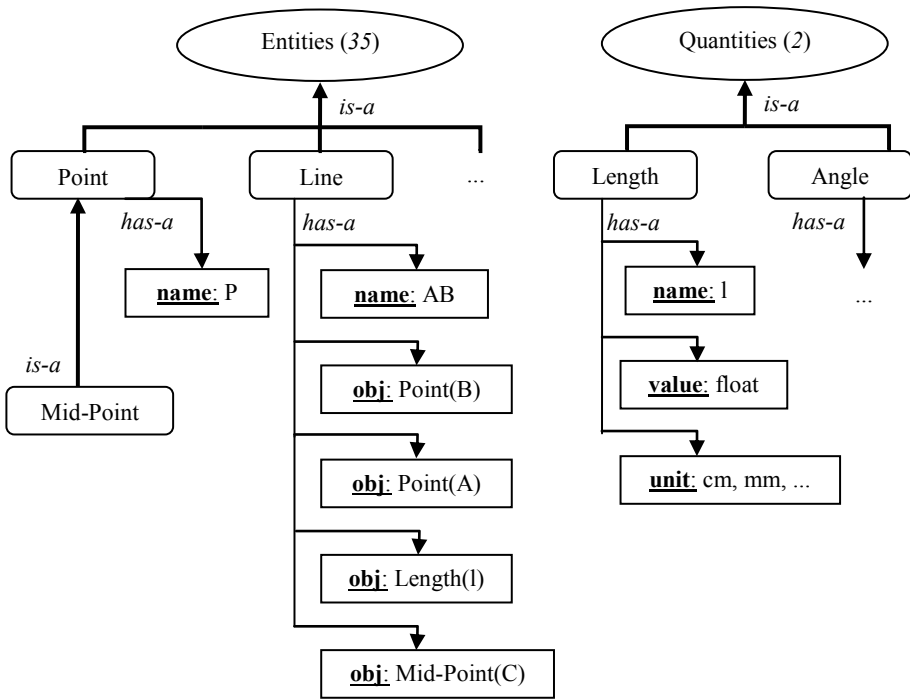 Entities (35)
Quantities (2)
is-a
is-a
Point
Line
...
Length
Angle
has-a
has-a
has-a
has-a
name: P
name: AB
name: l
...
obj: Point(B)
value: float
is-a
Mid-Point
obj: Point(A)
unit: cm, mm, ...
obj: Length(l)
obj: Mid-Point(C)